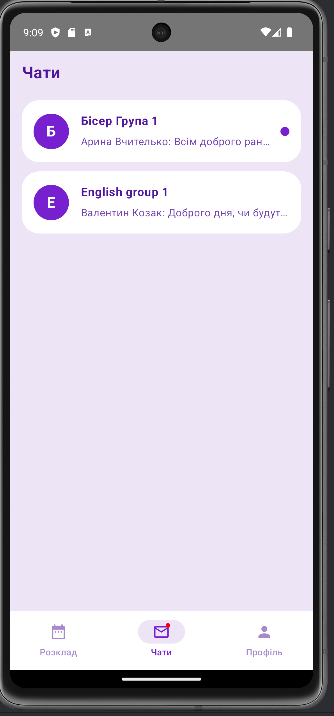 9:09
Чати
Б
Бісер Група 1
Арина Вчителько: Всім доброго ран...
E
English group 1
Валентин Козак: Доброго дня, чи будут...
Розклад
Чати
Профіль